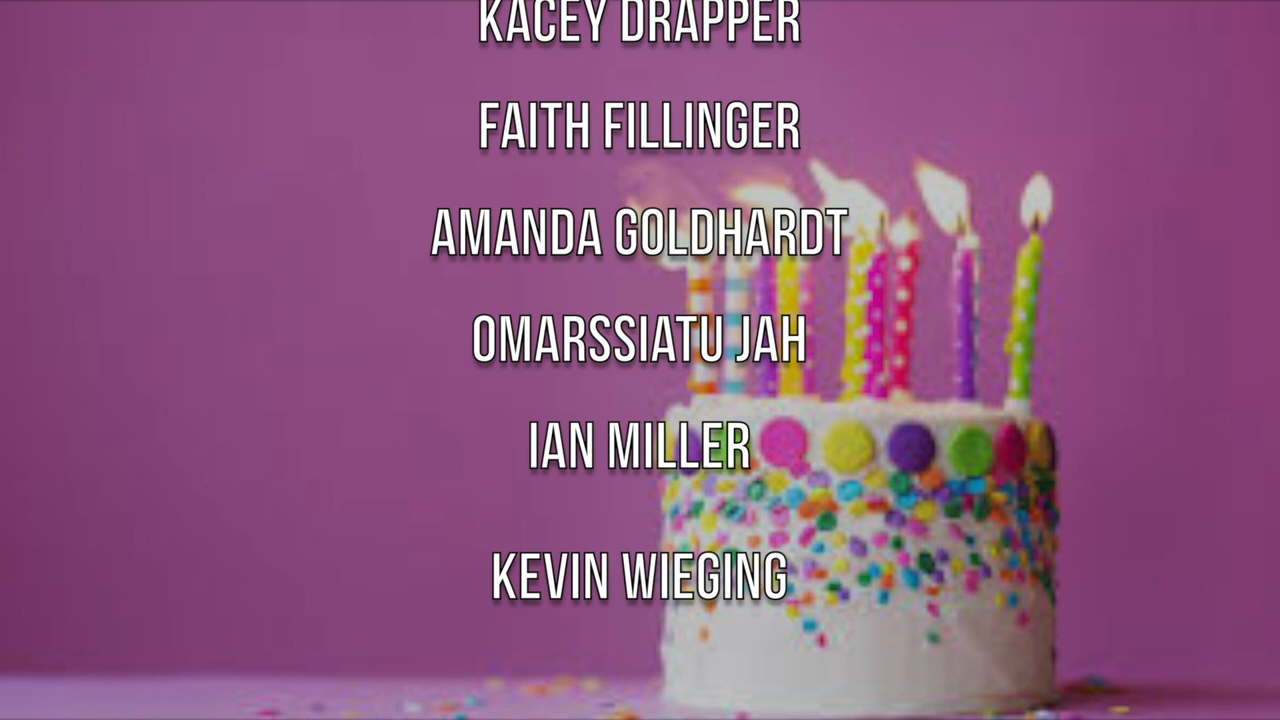 KACEY DRAPPER
FAITH FILLINGER
AMANDA GOLDHARDT
OMARSSIATU JAH
IAN MILLER
KEVIN WIEGING